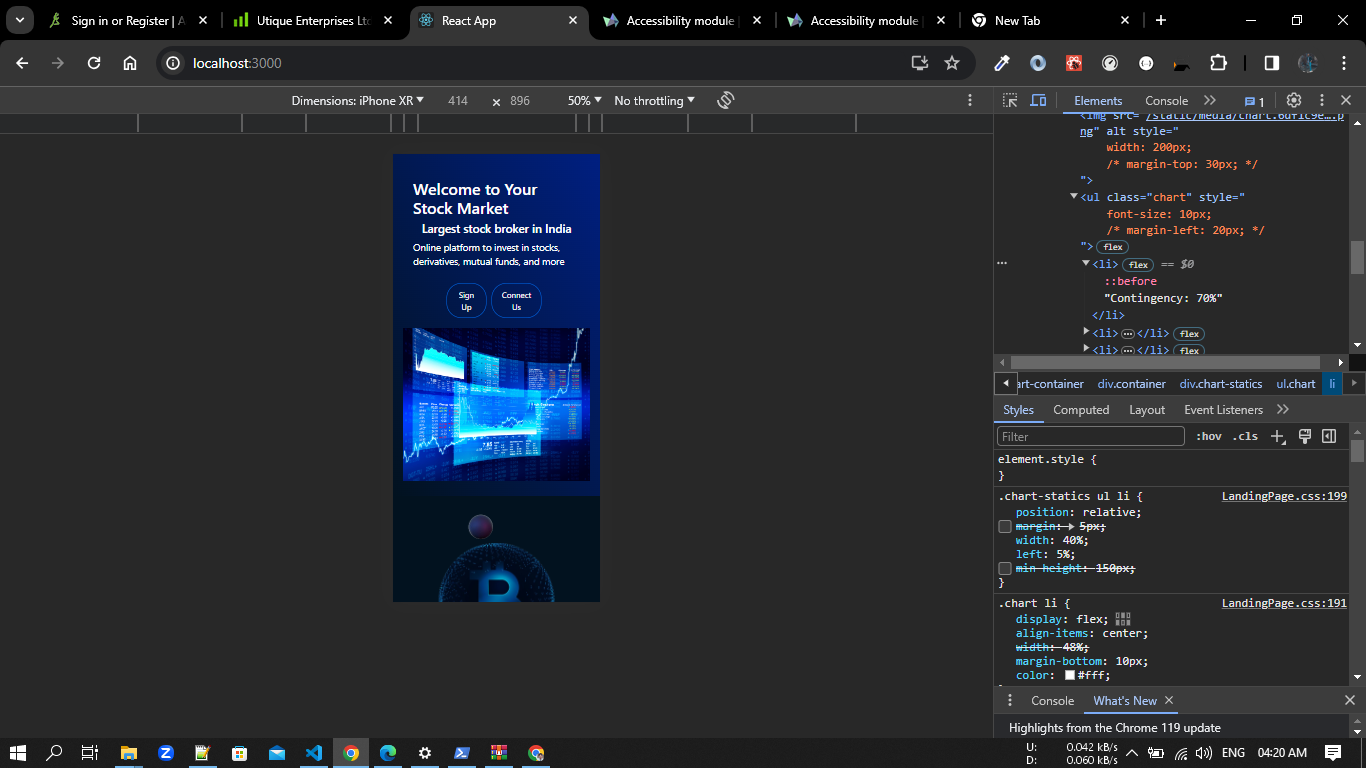 Sign in or Register | A
Utique Enterprises Ltd
React App
Accessibility module
Accessibility module
New Tab
localhost:3000
Dimensions: iPhone XR
414
×
896
50%
No throttling
Elements
Console
1
Welcome to Your
Stock Market
Largest stock broker in India
Online platform to invest in stocks,
derivatives, mutual funds, and more
Sign
Up
Connect
Us
<img src="/static/media/chart.6df1c9e….p
ng" alt style="
width: 200px;
/* margin-top: 30px; */
">
<ul class="chart" style="
font-size: 10px;
/* margin-left: 20px; */
"> flex
<li> flex == $0
::before
"Contingency: 70%"
</li>
<li>…</li> flex
<li>…</li> flex
art-container div.container div.chart-statics ul.chart li
Styles Computed Layout Event Listeners
Filter
:hov .cls
element.style {
}
.chart-statics ul li { LandingPage.css:199
position: relative;
margin: 5px;
width: 40%;
left: 5%;
min-height: 150px;
}
.chart li { LandingPage.css:191
display: flex;
align-items: center;
width: 48%;
margin-bottom: 10px;
color: #fff;
Console What's New
Highlights from the Chrome 119 update
U: 0.042 kB/s
D: 0.060 kB/s
ENG
04:20 AM